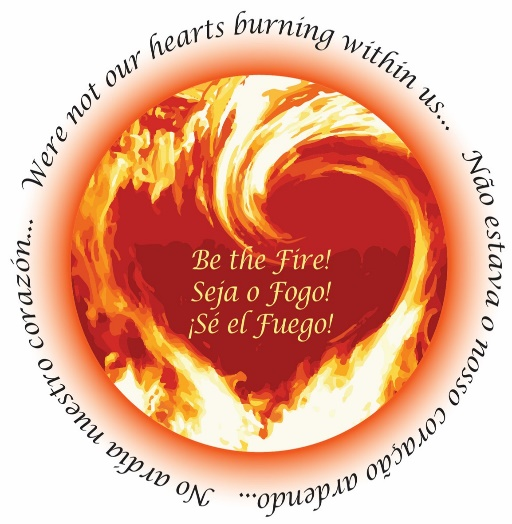 Were not our hearts burning within us...
Não estava o nosso coração ardendo...
No ardía nuestro corazón...
Be the Fire!
Seja o Fogo!
¡Sé el Fuego!